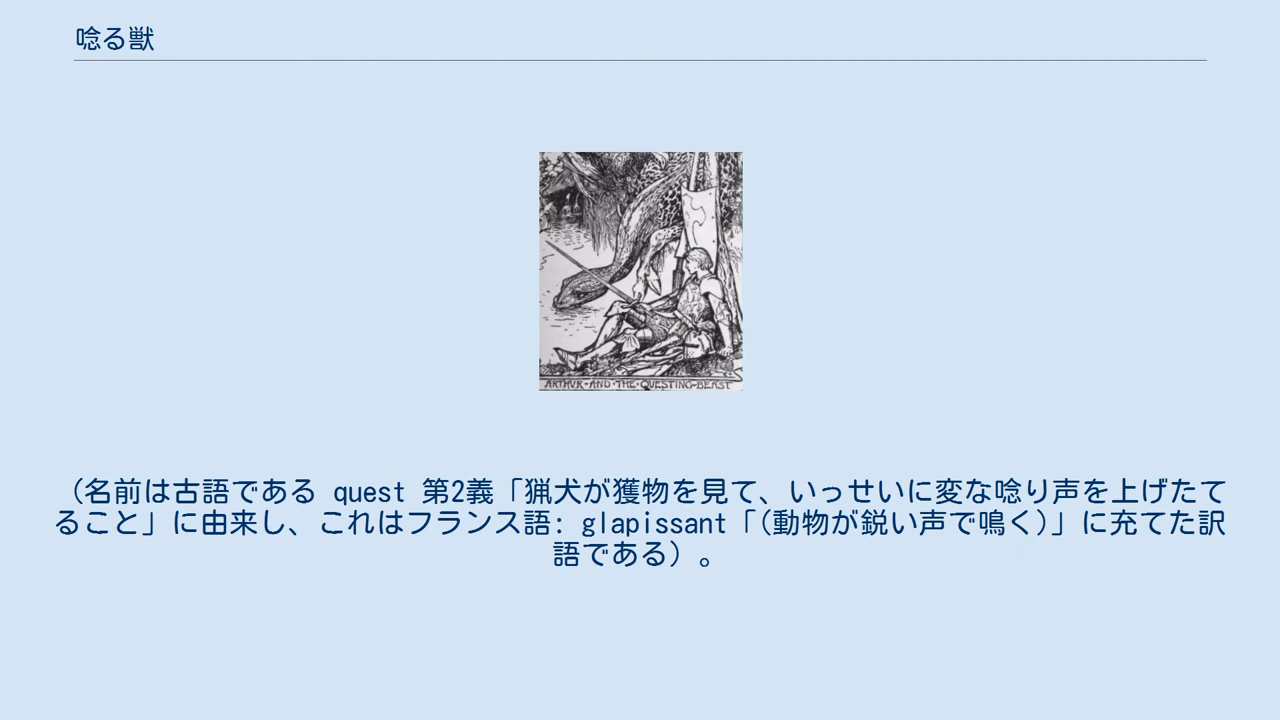 唸る獣
ARTHUR·AND·THE·QUESTING-BEAST
（名前は古語である quest 第2義「猟犬が獲物を見て、いっせいに変な唸り声を上げたて
ること」に由来し、これはフランス語: glapissant「(動物が鋭い声で鳴く)」に充てた訳
語である）。